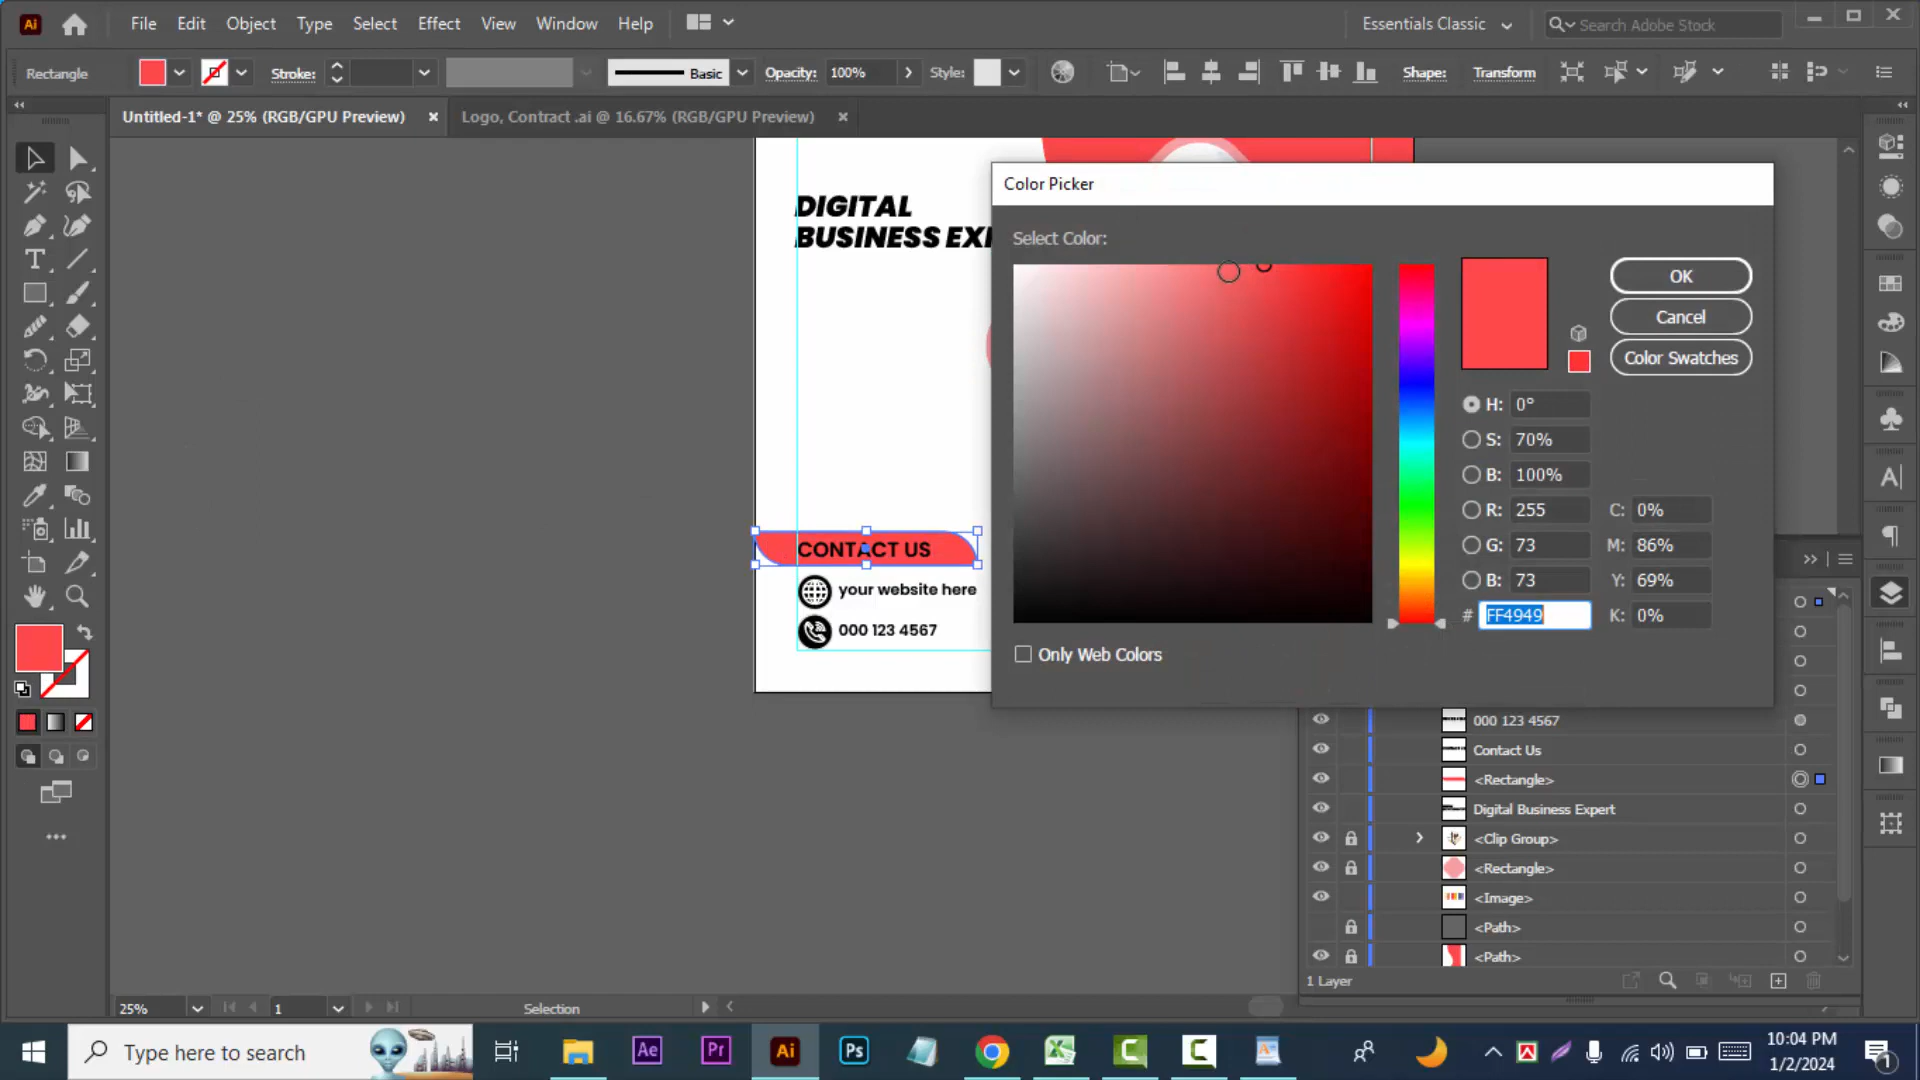 Ai File Edit Object Type Select Effect View Window Help Essentials Classic Search Adobe Stock
Rectangle Stroke: Basic Opacity: 100% Style: Shape: Transform
Untitled-1* @ 25% (RGB/GPU Preview) Logo, Contract .ai @ 16.67% (RGB/GPU Preview)
Color Picker
DIGITAL
BUSINESS EX
Select Color:
OK
Cancel
Color Swatches
H: 0°
S: 70%
B: 100%
R: 255 C: 0%
G: 73 M: 86%
B: 73 Y: 69%
# FF4949 K: 0%
Only Web Colors
CONTACT US
your website here
000 123 4567
000 123 4567
Contact Us
<Rectangle>
Digital Business Expert
<Clip Group>
<Rectangle>
<Image>
<Path>
<Path>
1 Layer
25% 1 Selection
Type here to search Ae Pr Ai Ps 10:04 PM
1/2/2024
1